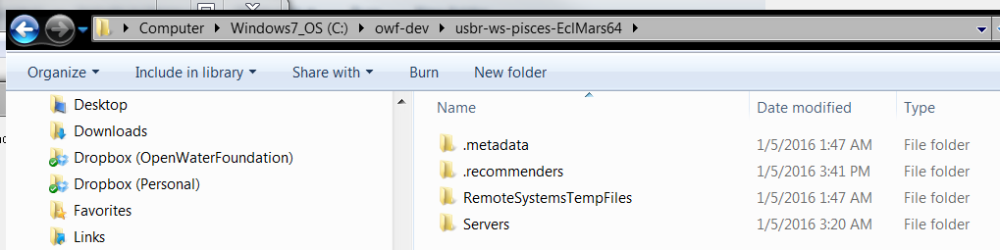 Computer ▸ Windows7_OS (C:) ▸ owf-dev ▸ usbr-ws-pisces-EclMars64 ▸
Organize Include in library Share with Burn New folder
Name Date modified Type
Desktop
Downloads
Dropbox (OpenWaterFoundation)
Dropbox (Personal)
Favorites
Links
.metadata 1/5/2016 1:47 AM File folder
.recommenders 1/5/2016 3:41 PM File folder
RemoteSystemsTempFiles 1/5/2016 1:47 AM File folder
Servers 1/5/2016 3:20 AM File folder